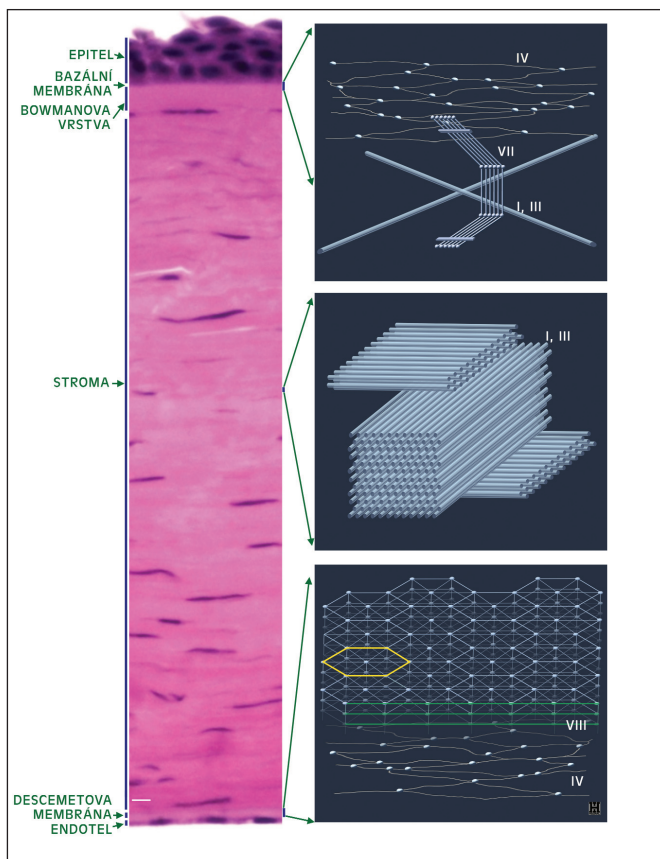 EPITEL
BAZÁLNÍ
MEMBRÁNA
BOWMANOVA
VRSTVA
STROMA
DESCEMETOVA
MEMBRÁNA
ENDOTEL
IV
VII
I, III
I, III
VIII
IV